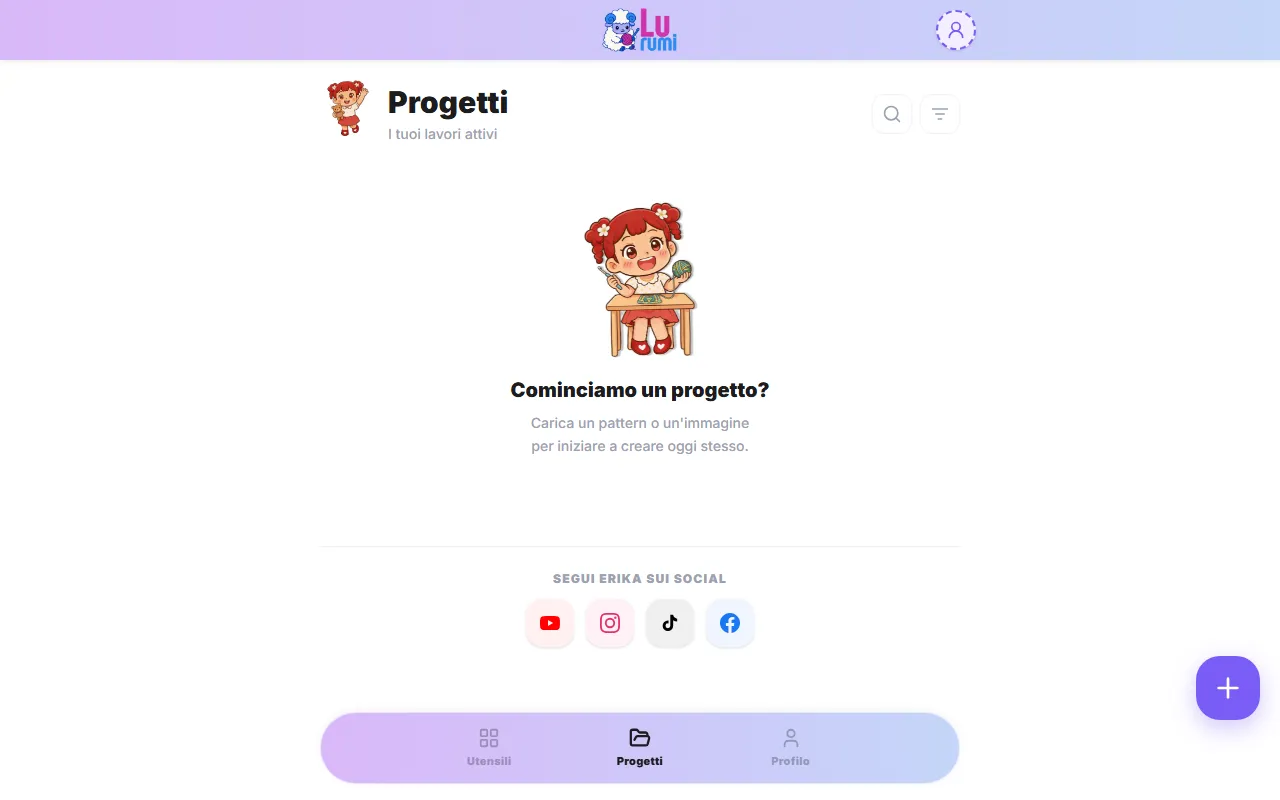 Lu
rumi
Progetti
I tuoi lavori attivi
Cominciamo un progetto?
Carica un pattern o un'immagine
per iniziare a creare oggi stesso.
SEGUI ERIKA SUI SOCIAL
Utensili
Progetti
Profilo